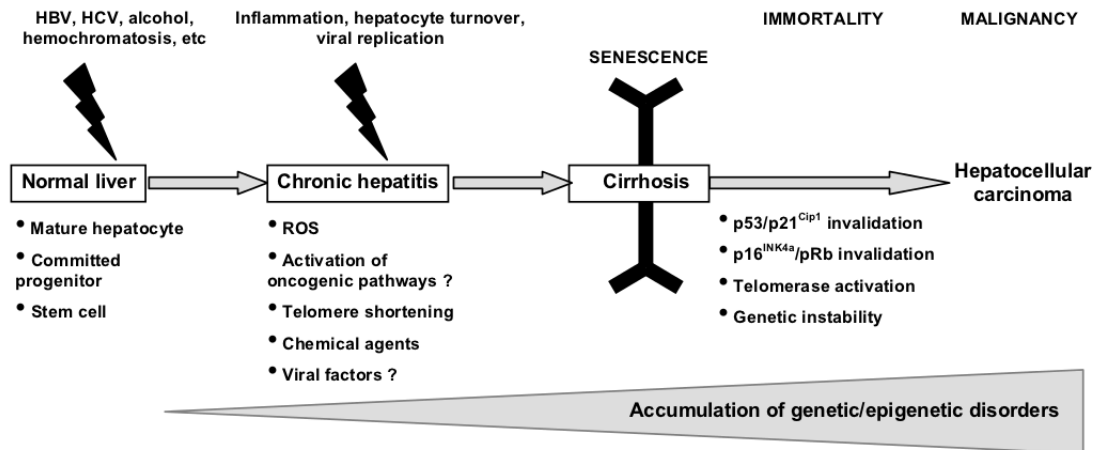 HBV, HCV, alcohol,
hemochromatosis, etc
Inflammation, hepatocyte turnover,
viral replication
IMMORTALITY
MALIGNANCY
SENESCENCE
Normal liver
Chronic hepatitis
Cirrhosis
Hepatocellular
carcinoma
• Mature hepatocyte
• Committed
progenitor
• Stem cell
• ROS
• Activation of
oncogenic pathways ?
• Telomere shortening
• Chemical agents
• Viral factors ?
• p53/p21Cip1 invalidation
• p16INK4a/pRb invalidation
• Telomerase activation
• Genetic instability
Accumulation of genetic/epigenetic disorders